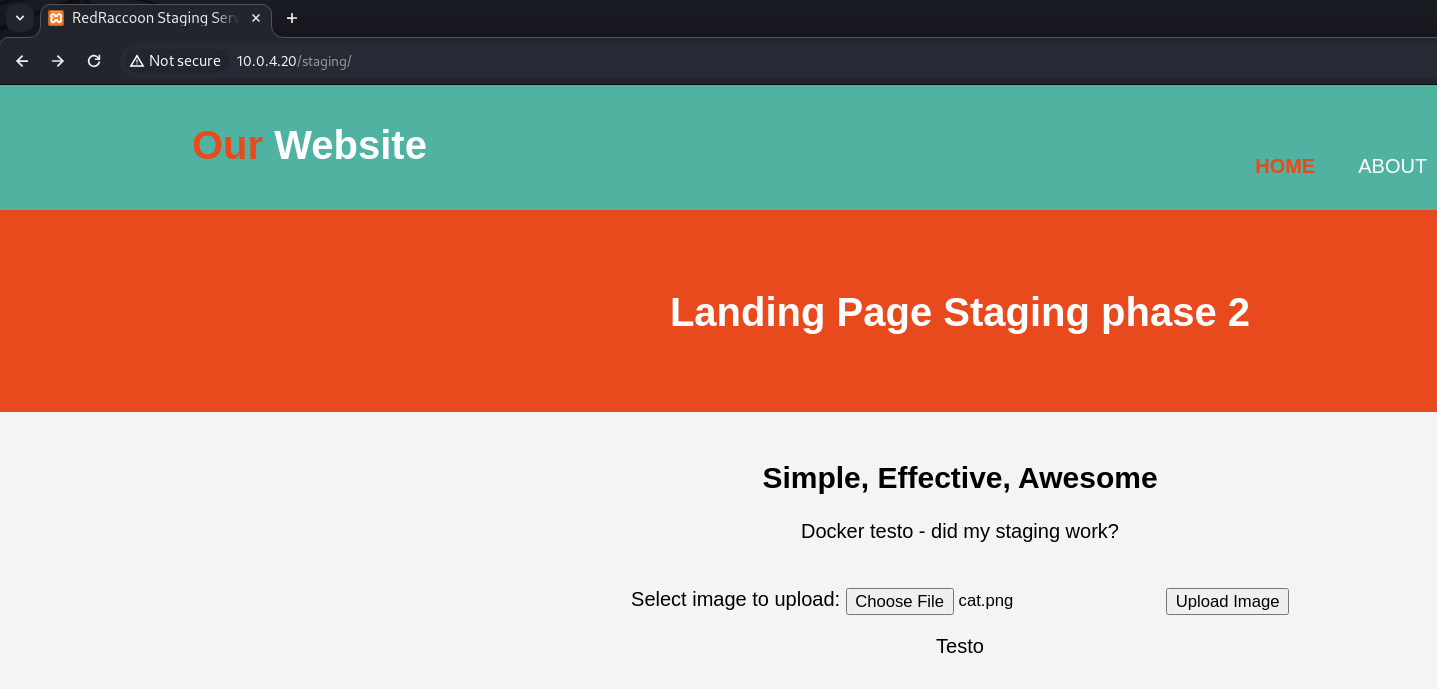 RedRaccoon Staging Serv
Not secure 10.0.4.20/staging/
Our Website
HOME ABOUT
Landing Page Staging phase 2
Simple, Effective, Awesome
Docker testo - did my staging work?
Select image to upload: Choose File cat.png Upload Image
Testo